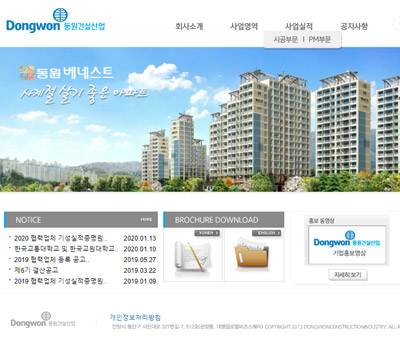 Dongwon 동원건설산업
회사소개 사업영역 사업실적 공지사항
시공부문 | PM부문
동원베네스트
사계절 살기 좋은 아파트
NOTICE
2020 협력업체 기성실적증명원.. 2020.01.13
한국교통대학교 및 한국교원대학교.. 2020.01.10
2019 협력업체 등록 공고.. 2019.05.27
제6기 결산공고 2019.03.22
2019 협력업체 기성실적증명원.. 2019.01.09
BROCHURE DOWNLOAD
KOREAN ENGLISH
홍보 동영상
Dongwon 동원건설산업
기업홍보영상
자세히 보기
Dongwon 동원건설산업
개인정보처리방침
COPYRIGHT 2013 DONGWONCONSTRUCTIONINDUSTRY. ALL